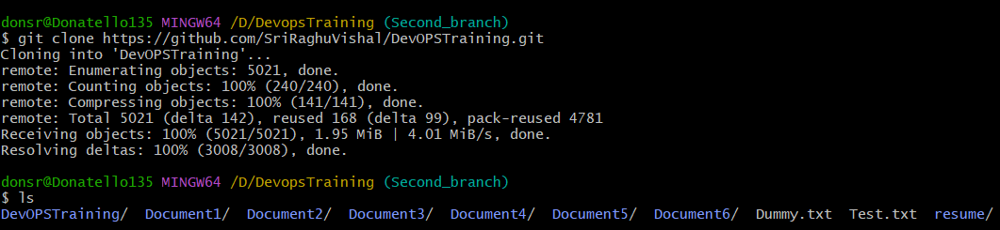 donsr@Donatello135 MINGW64 /D/DevopsTraining (Second_branch)
$ git clone https://github.com/SriRaghuVishal/DevOPSTraining.git
Cloning into 'DevOPSTraining'...
remote: Enumerating objects: 5021, done.
remote: Counting objects: 100% (240/240), done.
remote: Compressing objects: 100% (141/141), done.
remote: Total 5021 (delta 142), reused 168 (delta 99), pack-reused 4781
Receiving objects: 100% (5021/5021), 1.95 MiB | 4.01 MiB/s, done.
Resolving deltas: 100% (3008/3008), done.
donsr@Donatello135 MINGW64 /D/DevopsTraining (Second_branch)
$ ls
DevOPSTraining/  Document1/  Document2/  Document3/  Document4/  Document5/  Document6/  Dummy.txt  Test.txt  resume/